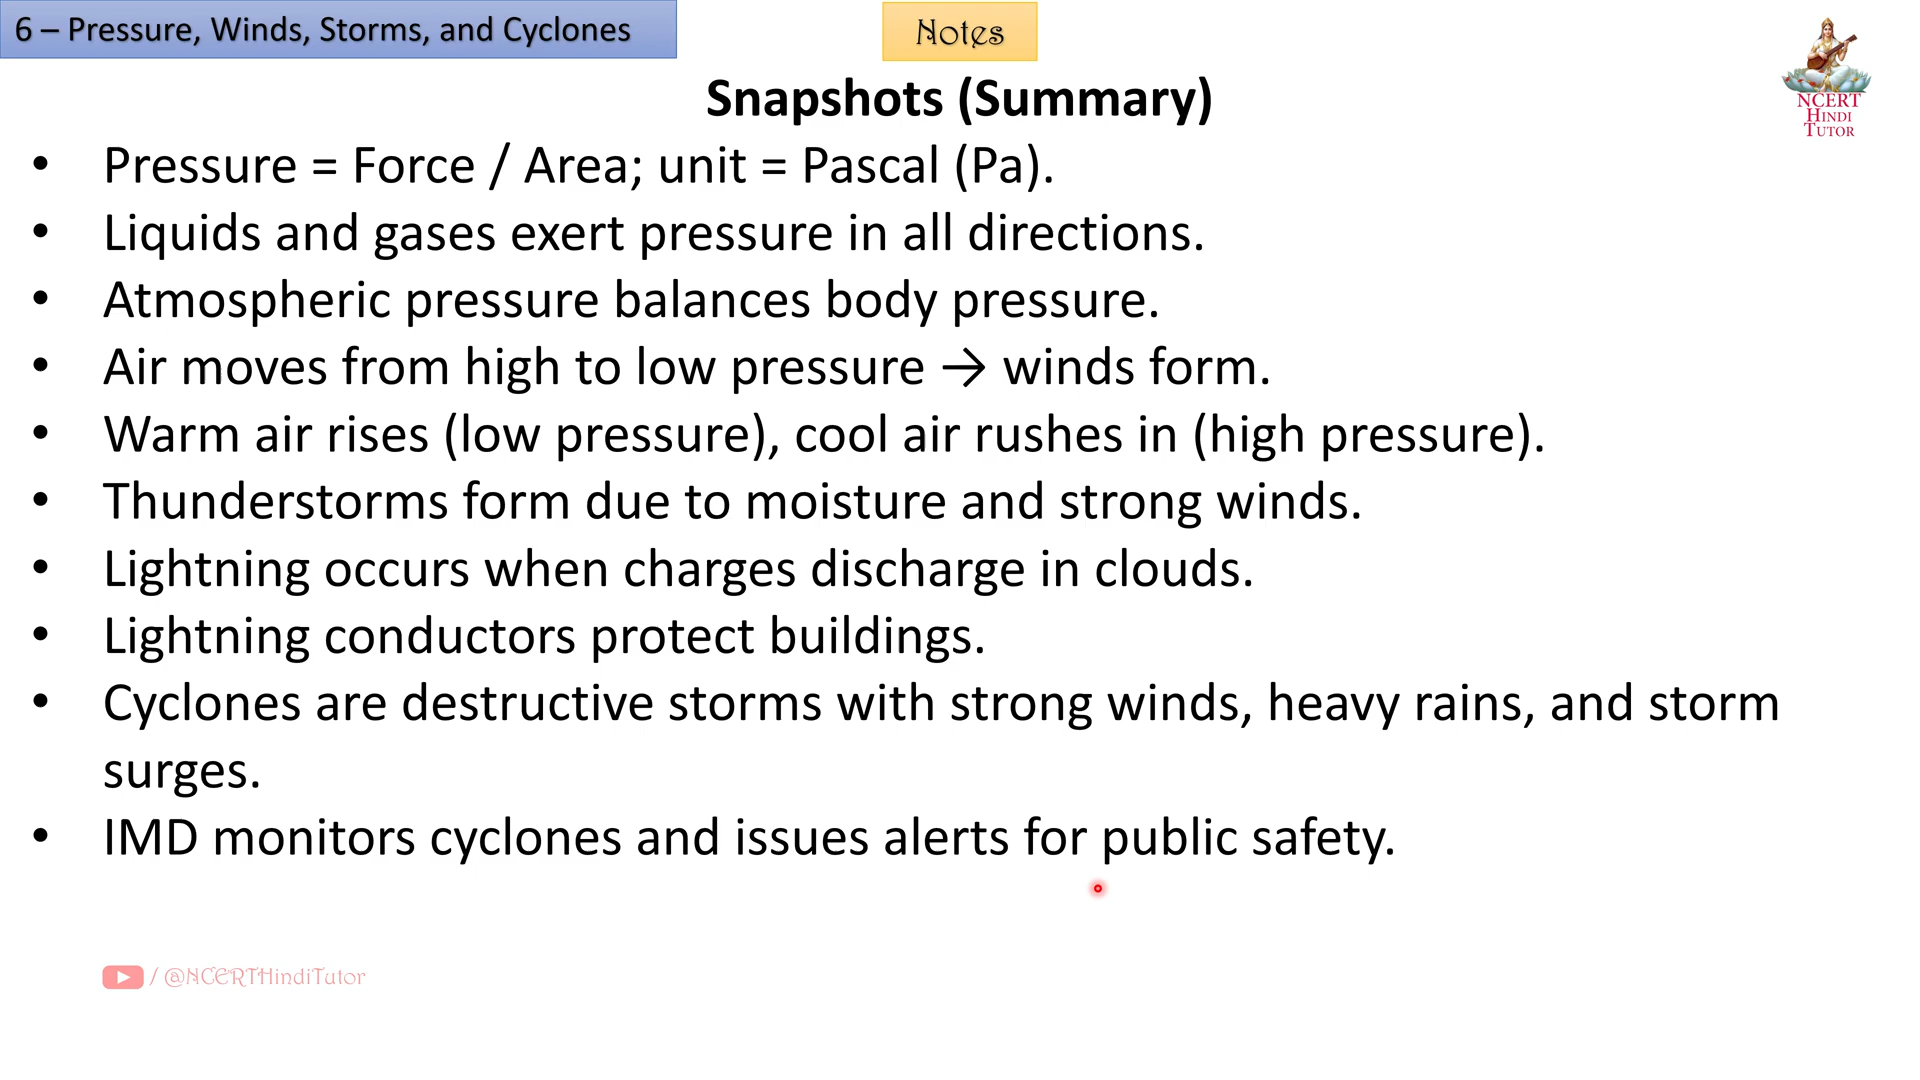 6 – Pressure, Winds, Storms, and Cyclones
Notes
Snapshots (Summary)
NCERT
HINDI
TUTOR
• Pressure = Force / Area; unit = Pascal (Pa).
• Liquids and gases exert pressure in all directions.
• Atmospheric pressure balances body pressure.
• Air moves from high to low pressure → winds form.
• Warm air rises (low pressure), cool air rushes in (high pressure).
• Thunderstorms form due to moisture and strong winds.
• Lightning occurs when charges discharge in clouds.
• Lightning conductors protect buildings.
• Cyclones are destructive storms with strong winds, heavy rains, and storm
surges.
• IMD monitors cyclones and issues alerts for public safety.
/ @NCERTHindiTutor